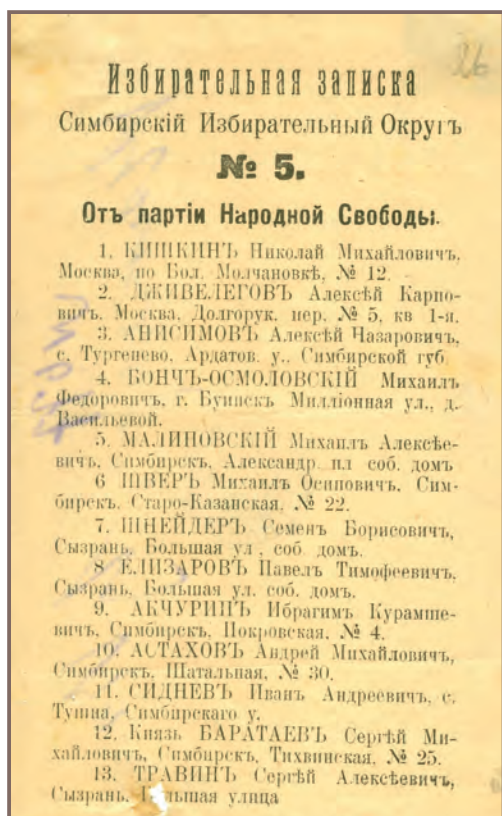 26
Избирательная записка
Симбирскій Избирательный Округъ
№ 5.
Отъ партіи Народной Свободы.
1. КИШКИНЪ Николай Михайловичъ,
Москва, по Бол. Молчановкѣ, № 12.
2. ДЖИВЕЛЕГОВЪ Алексѣй Карпо-
вичъ. Москва, Долгорук. пер. № 5, кв 1-я.
3. АНИСИМОВЪ Алексѣй Назаровичъ,
с. Тургенево, Ардатов. у., Симбирской губ
4. БОНЧЪ-ОСМОЛОВСКІЙ Михаилъ
Федоровичъ, г. Буинскъ Милліонная ул., д.
Васильевой.
5. МАЛИНОВСКІЙ Михаилъ Алексѣе-
вичъ, Симбирскъ, Александр. пл соб. домъ
6 ШВЕРЪ Михаилъ Осиповичъ, Сим-
бирскъ, Старо-Казанская, № 22.
7. ШНЕЙДЕРЪ Семенъ Борисовичъ,
Сызрань, Большая ул., соб. домъ.
8 ЕЛИЗАРОВЪ Павелъ Тимофеевичъ,
Сызрань, Большая ул. соб. домъ.
9. АКЧУРИНЪ Ибрагимъ Курамше-
вичъ, Симбирскъ, Покровская, № 4.
10. АСТАХОВЪ Андрей Михайловичъ,
Симбирскъ, Шатальная, № 30.
11. СИДНЕВЪ Иванъ Андреевичъ, с.
Тушна, Симбирскаго у.
12. Князь БАРАТАЕВЪ Сергѣй Ми-
хайловичъ, Симбирскъ, Тихвинская, № 25.
13. ТРАВИНЪ Сергѣй Алексѣевичъ,
Сызрань, Большая улица